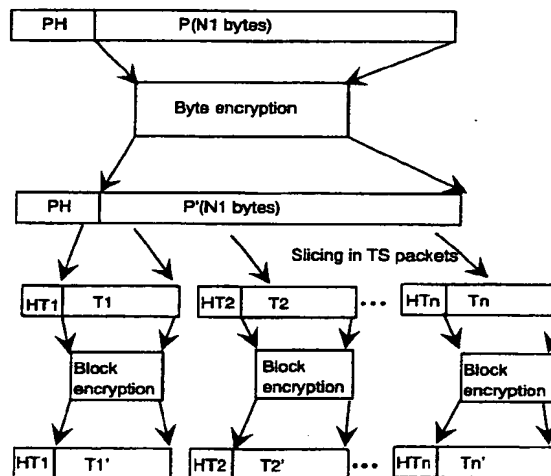 PH P(N1 bytes)
Byte encryption
PH P'(N1 bytes)
Slicing in TS packets
HT1 T1 HT2 T2 ••• HTn Tn
Block encryption Block encryption Block encryption
HT1 T1' HT2 T2' ••• HTn Tn'